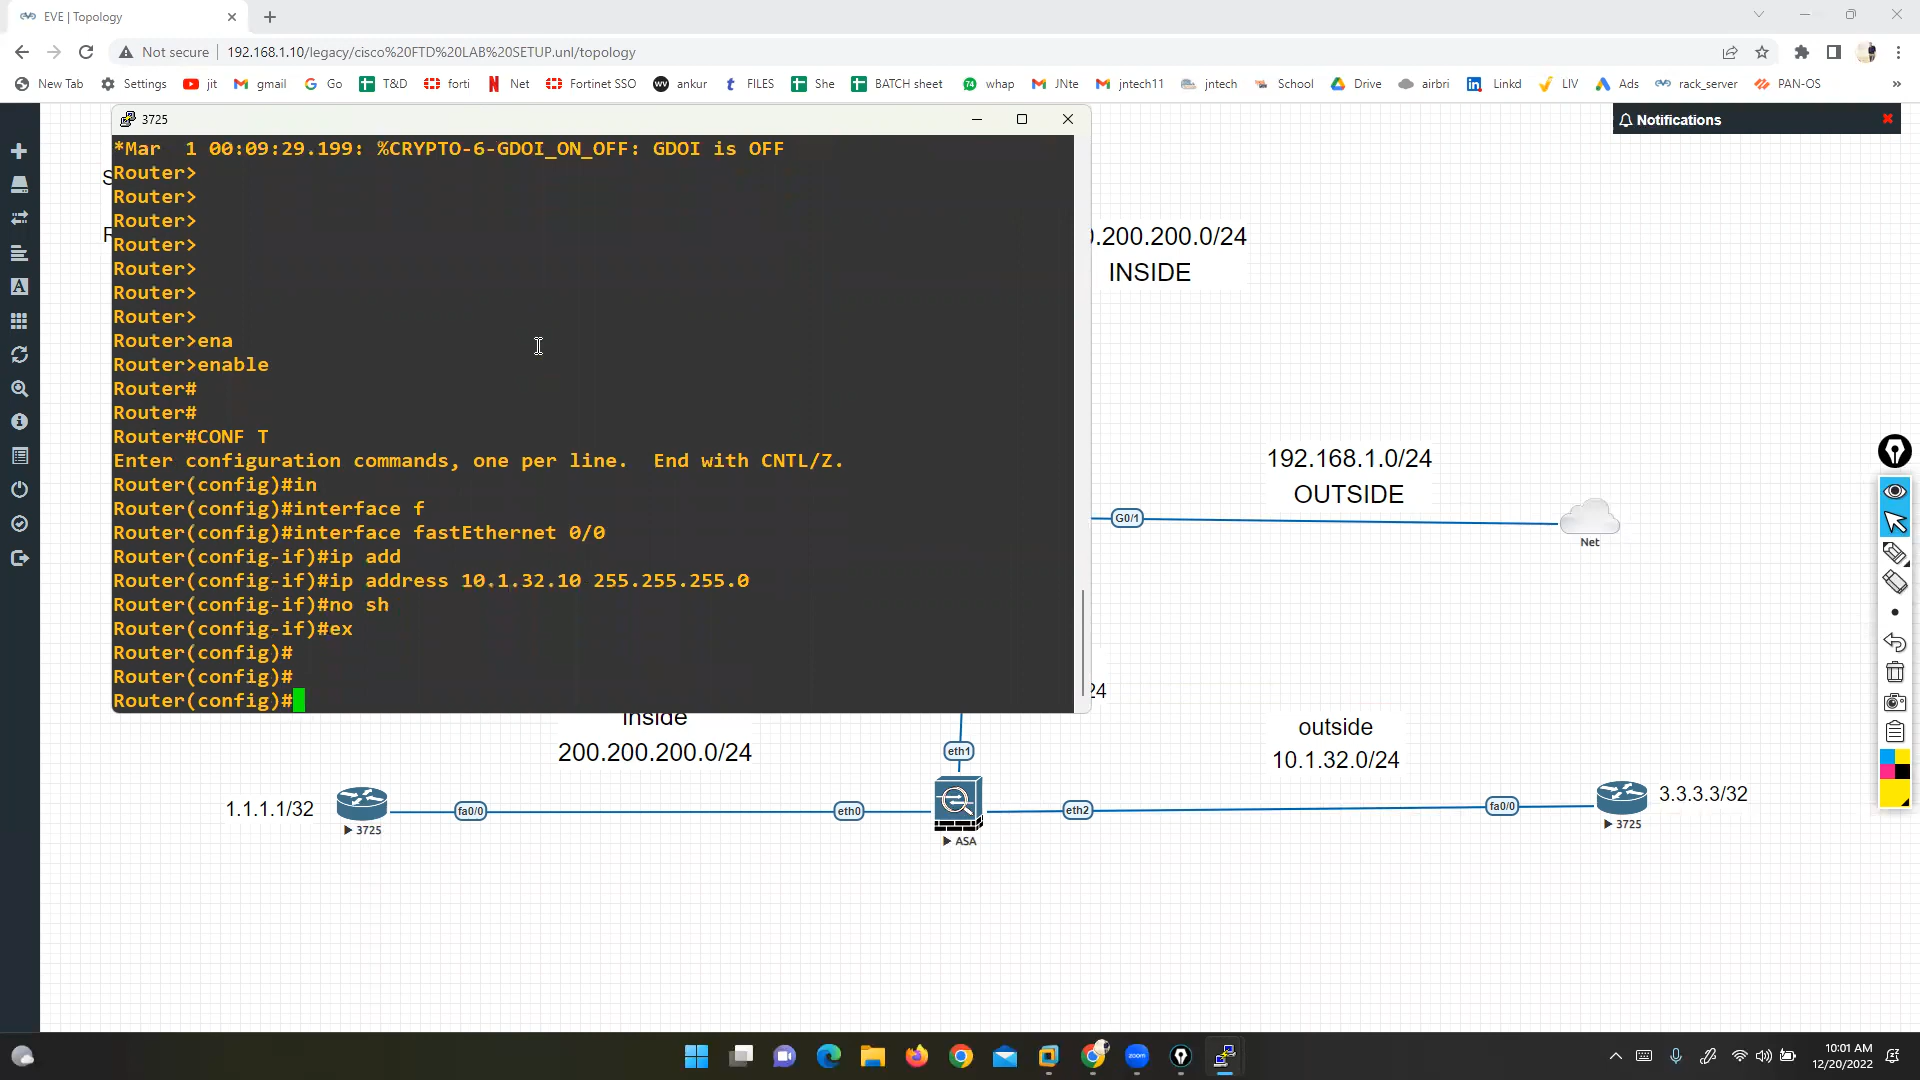 EVE | Topology
Not secure
192.168.1.10/legacy/cisco%20FTD%20LAB%20SETUP.unl/topology
New Tab
Settings
jit
gmail
Go
T&D
forti
Net
Fortinet SSO
ankur
FILES
She
BATCH sheet
whap
JNte
jntech11
jntech
School
Drive
airbri
Linkd
LIV
Ads
rack_server
PAN-OS
»
3725
Notifications
*Mar  1 00:09:29.199: %CRYPTO-6-GDOI_ON_OFF: GDOI is OFF
Router>
Router>
Router>
Router>
Router>
Router>
Router>
Router>ena
Router>enable
Router#
Router#
Router#CONF T
Enter configuration commands, one per line.  End with CNTL/Z.
Router(config)#in
Router(config)#interface f
Router(config)#interface fastEthernet 0/0
Router(config-if)#ip add
Router(config-if)#ip address 10.1.32.10 255.255.255.0
Router(config-if)#no sh
Router(config-if)#ex
Router(config)#
Router(config)#
Router(config)#
.200.200.0/24
INSIDE
192.168.1.0/24
OUTSIDE
G0/1
Net
24
inside
200.200.200.0/24
eth1
outside
10.1.32.0/24
1.1.1.1/32
fa0/0
eth0
eth2
fa0/0
3.3.3.3/32
3725
ASA
3725
zoom
10:01 AM
12/20/2022